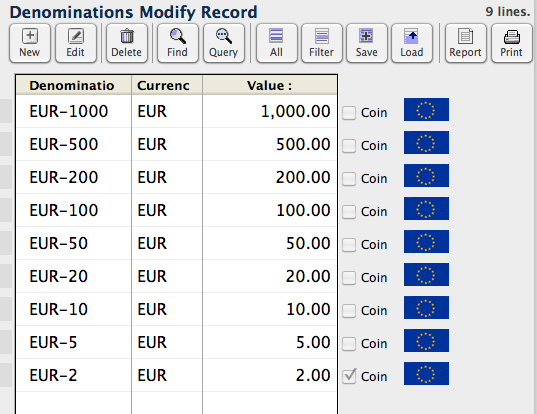 Denominations Modify Record 9 lines.
New Edit Delete Find Query All Filter Save Load Report Print
Denominatio Currenc Value :
EUR-1000 EUR 1,000.00 Coin
EUR-500 EUR 500.00 Coin
EUR-200 EUR 200.00 Coin
EUR-100 EUR 100.00 Coin
EUR-50 EUR 50.00 Coin
EUR-20 EUR 20.00 Coin
EUR-10 EUR 10.00 Coin
EUR-5 EUR 5.00 Coin
EUR-2 EUR 2.00 Coin